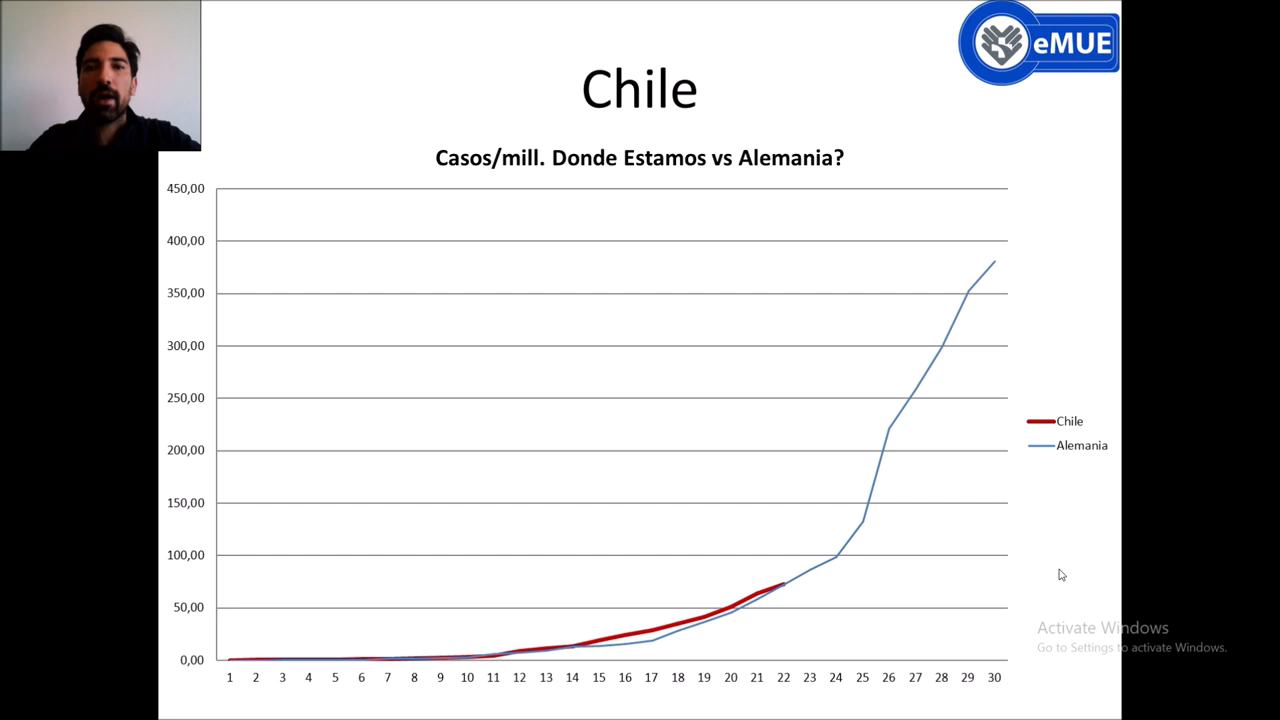 eMUE
Chile
Casos/mill. Donde Estamos vs Alemania?
450,00
400,00
350,00
300,00
250,00
200,00
150,00
100,00
50,00
0,00
1 2 3 4 5 6 7 8 9 10 11 12 13 14 15 16 17 18 19 20 21 22 23 24 25 26 27 28 29 30
Chile
Alemania
Activate Windows
Go to Settings to activate Windows.